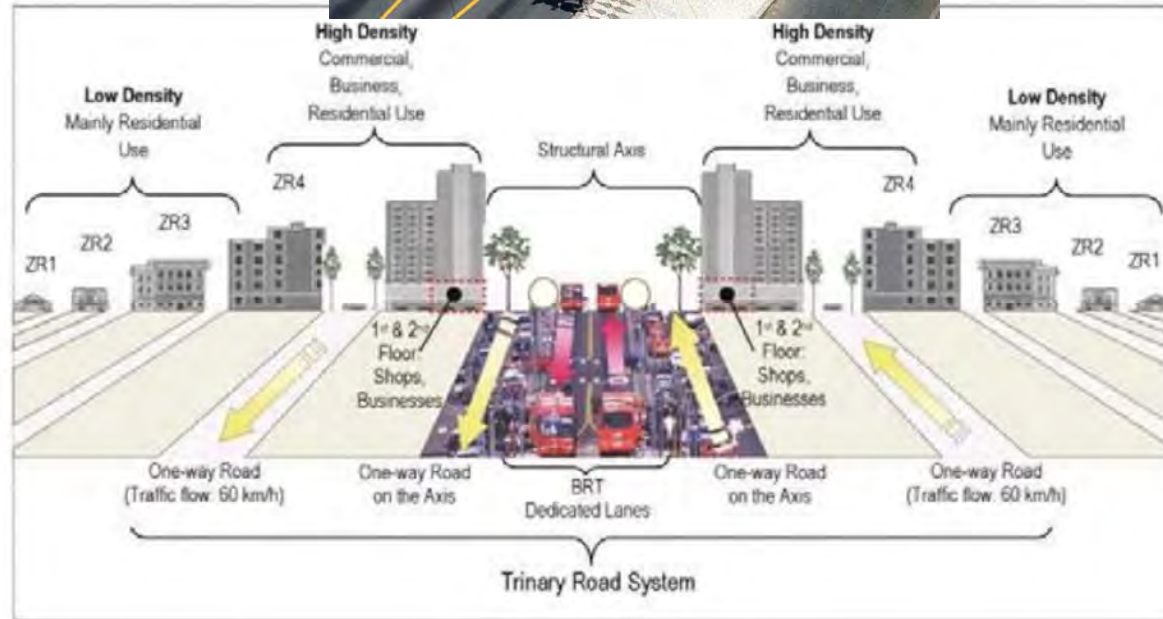 High Density
Commercial,
Business,
Residential Use
High Density
Commercial,
Business,
Residential Use
Low Density
Mainly Residential
Use
Low Density
Mainly Residential
Use
Structural Axis
ZR4
ZR4
ZR3
ZR2
ZR1
ZR3
ZR2
ZR1
1st & 2nd
Floor:
Shops,
Businesses
1st & 2nd
Floor:
Shops,
Businesses
One-way Road
(Traffic flow: 60 km/h)
One-way Road
on the Axis
BRT
Dedicated Lanes
One-way Road
on the Axis
One-way Road
(Traffic flow: 60 km/h)
Trinary Road System